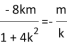 -8km/(1+4k²) = -m/k